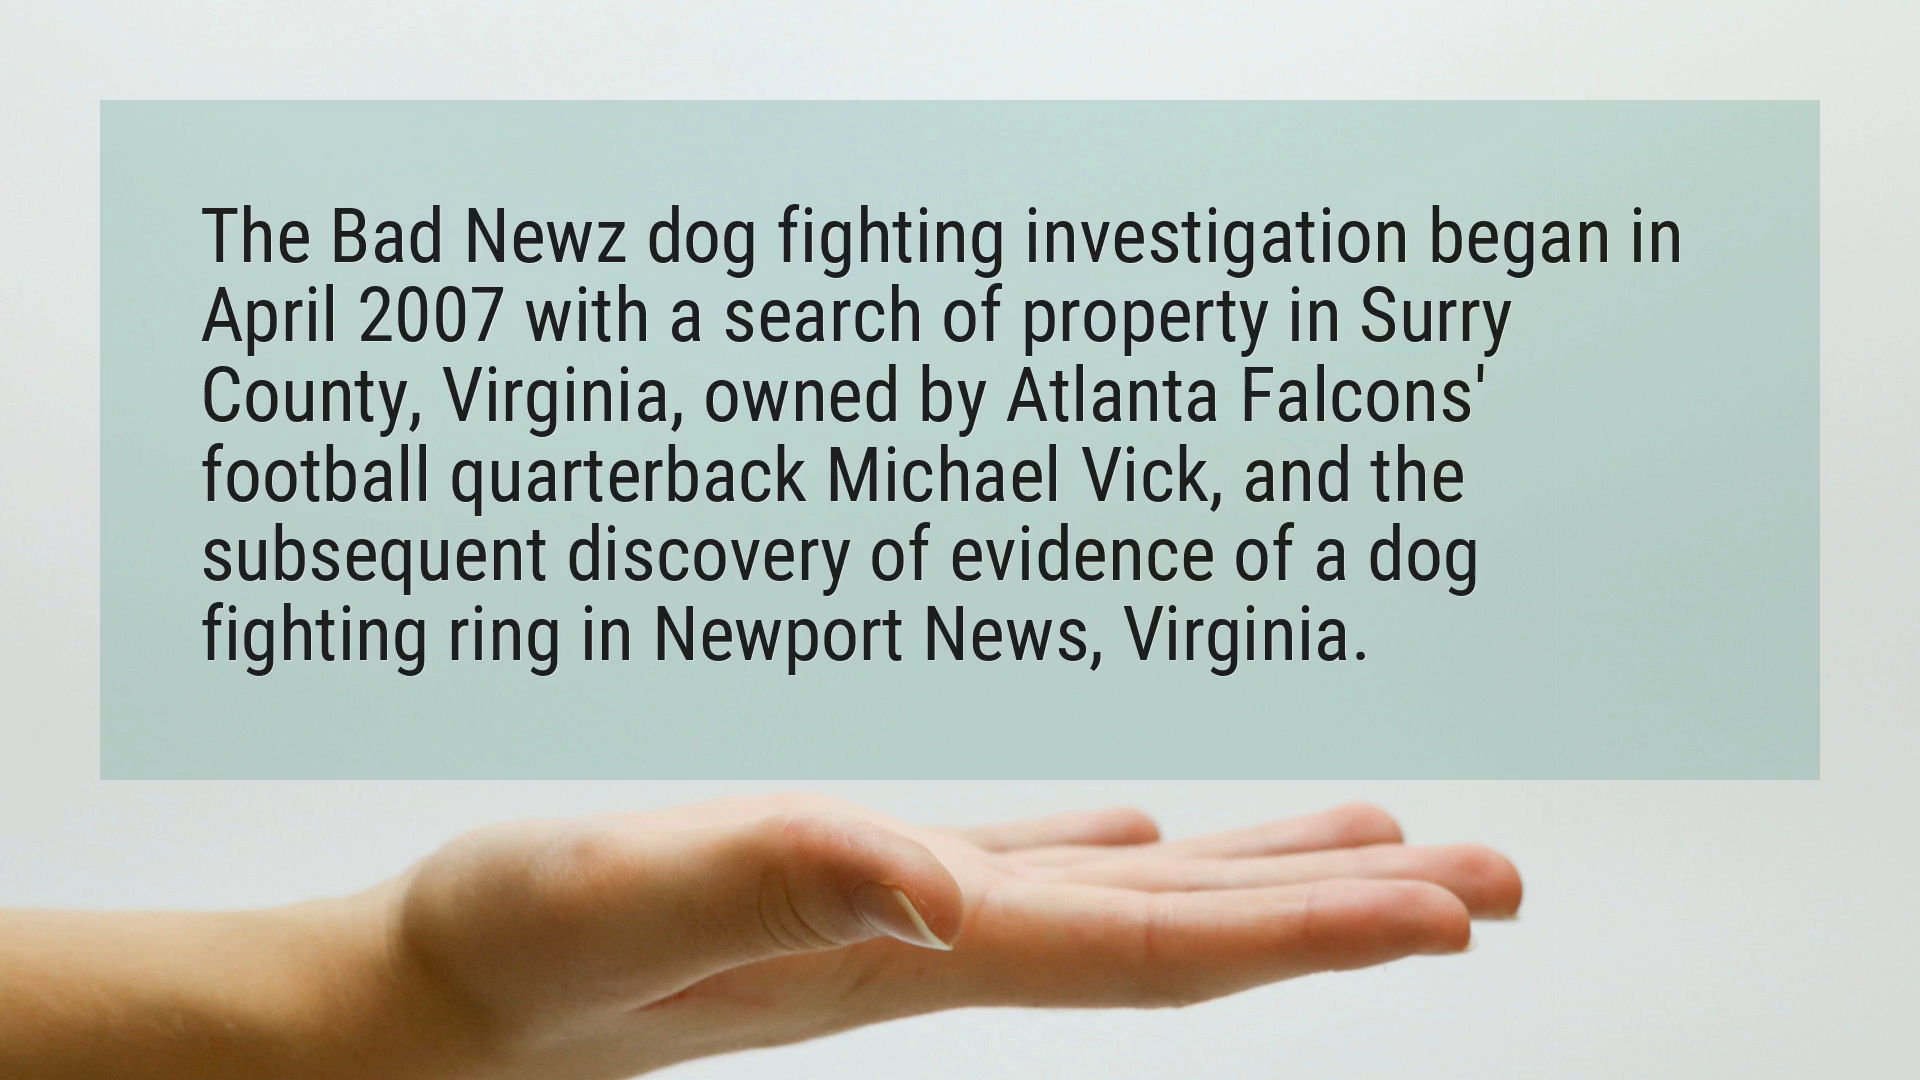 The Bad Newz dog fighting investigation began in
April 2007 with a search of property in Surry
County, Virginia, owned by Atlanta Falcons'
football quarterback Michael Vick, and the
subsequent discovery of evidence of a dog
fighting ring in Newport News, Virginia.